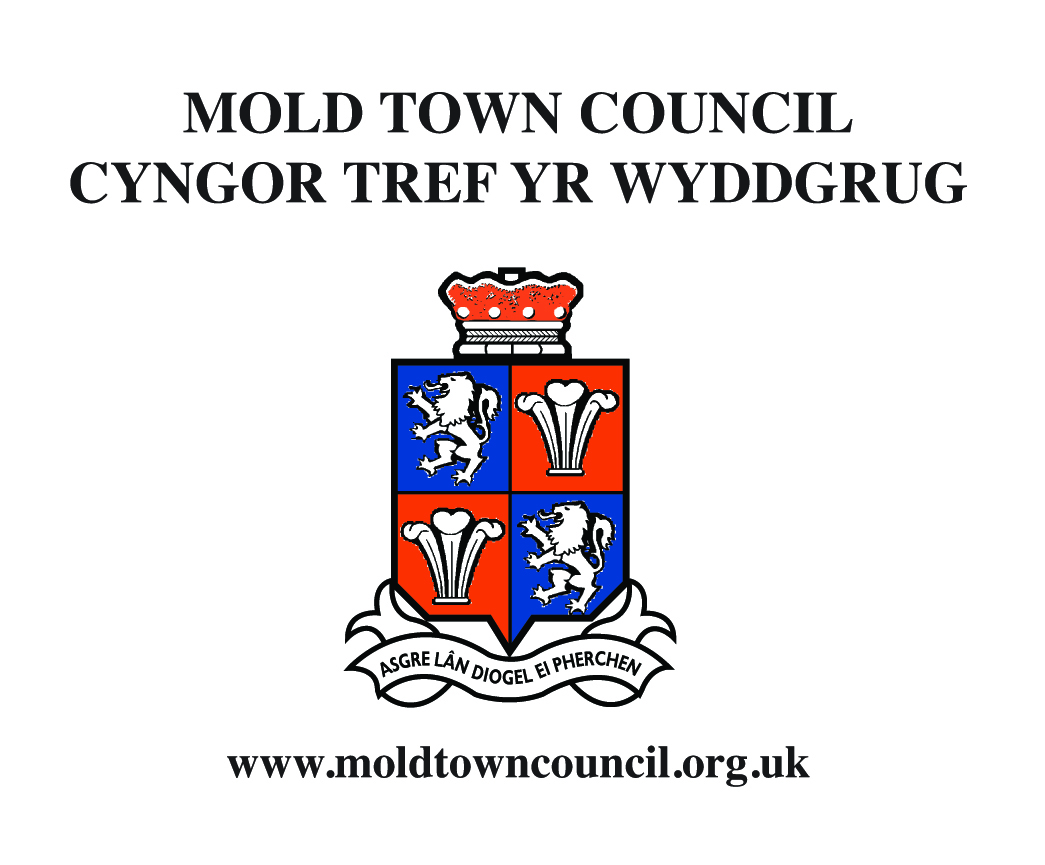 MOLD TOWN COUNCIL
CYNGOR TREF YR WYDDGRUG
ASGRE LÂN DIOGEL EI PHERCHEN
www.moldtowncouncil.org.uk